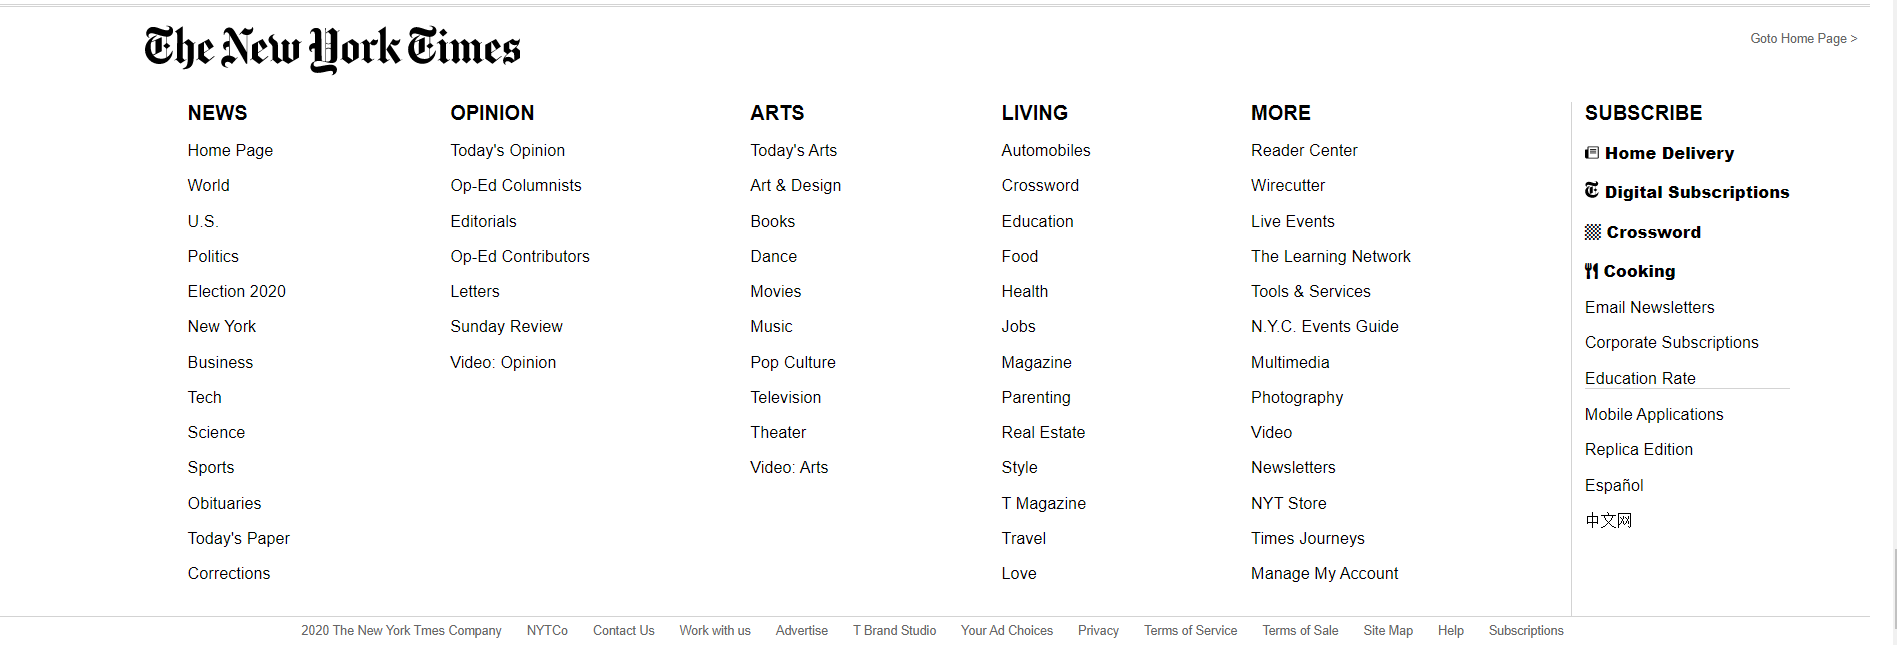 The New York Times
Goto Home Page >
NEWS
Home Page
World
U.S.
Politics
Election 2020
New York
Business
Tech
Science
Sports
Obituaries
Today's Paper
Corrections
OPINION
Today's Opinion
Op-Ed Columnists
Editorials
Op-Ed Contributors
Letters
Sunday Review
Video: Opinion
ARTS
Today's Arts
Art & Design
Books
Dance
Movies
Music
Pop Culture
Television
Theater
Video: Arts
LIVING
Automobiles
Crossword
Education
Food
Health
Jobs
Magazine
Parenting
Real Estate
Style
T Magazine
Travel
Love
MORE
Reader Center
Wirecutter
Live Events
The Learning Network
Tools & Services
N.Y.C. Events Guide
Multimedia
Photography
Video
Newsletters
NYT Store
Times Journeys
Manage My Account
SUBSCRIBE
Home Delivery
Digital Subscriptions
Crossword
Cooking
Email Newsletters
Corporate Subscriptions
Education Rate
Mobile Applications
Replica Edition
Español
中文网
2020 The New York Tmes Company NYTCo Contact Us Work with us Advertise T Brand Studio Your Ad Choices Privacy Terms of Service Terms of Sale Site Map Help Subscriptions